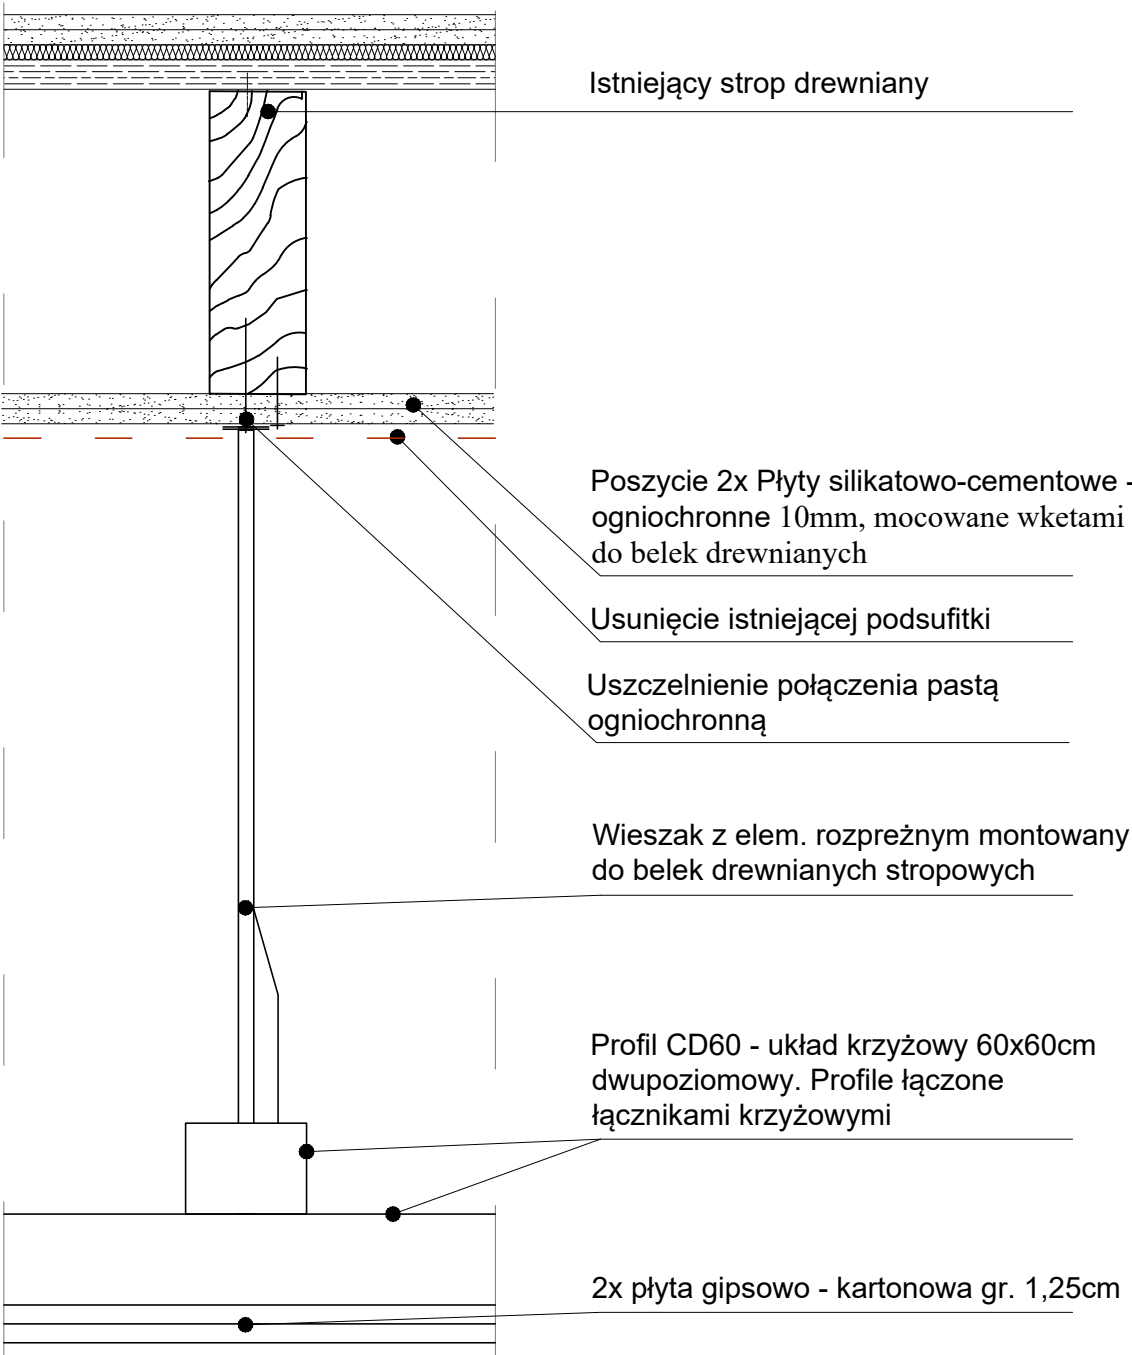 Istniejący strop drewniany
Poszycie 2x Płyty silikatowo-cementowe -
ogniochronne 10mm, mocowane wketami
do belek drewnianych
Usunięcie istniejącej podsufitki
Uszczelnienie połączenia pastą
ogniochronną
Wieszak z elem. rozpreżnym montowany
do belek drewnianych stropowych
Profil CD60 - układ krzyżowy 60x60cm
dwupoziomowy. Profile łączone
łącznikami krzyżowymi
2x płyta gipsowo - kartonowa gr. 1,25cm